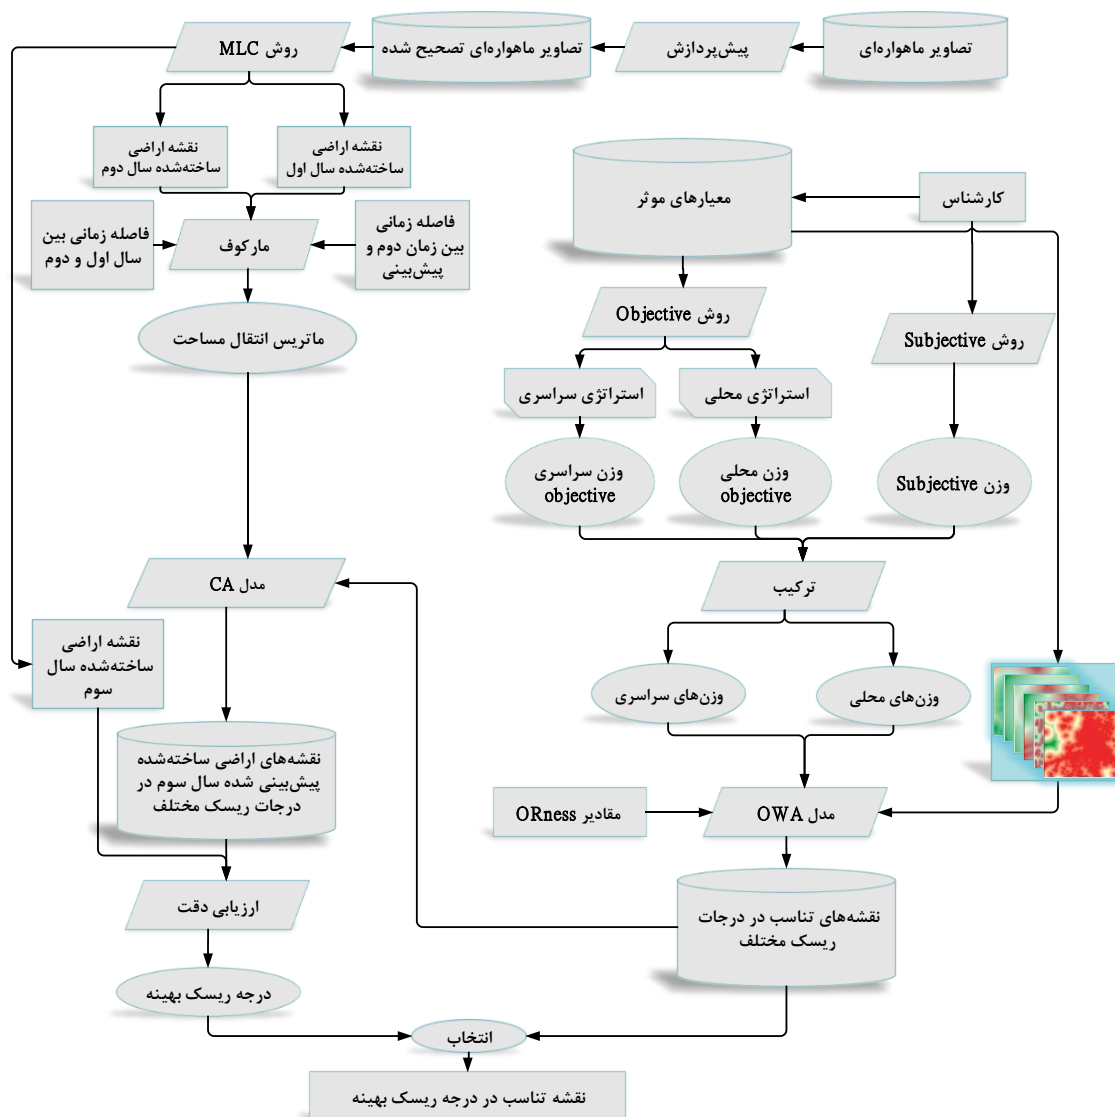 تصاویر ماهواره‌ای
پیش‌پردازش
تصاویر ماهواره‌ای تصحیح شده
روش MLC
نقشه اراضی
ساخته‌شده سال اول
نقشه اراضی
ساخته‌شده سال دوم
فاصله زمانی
بین زمان دوم و
پیش‌بینی
مارکوف
فاصله زمانی بین
سال اول و دوم
ماتریس انتقال مساحت
کارشناس
معیارهای موثر
روش Objective
روش Subjective
استراتژی محلی
استراتژی سراسری
وزن Subjective
وزن محلی
objective
وزن سراسری
objective
ترکیب
وزن‌های محلی
وزن‌های سراسری
مقادیر ORness
مدل OWA
نقشه‌های تناسب در درجات
ریسک مختلف
مدل CA
نقشه اراضی
ساخته‌شده سال
سوم
نقشه‌های اراضی ساخته‌شده
پیش‌بینی شده سال سوم در
درجات ریسک مختلف
ارزیابی دقت
درجه ریسک بهینه
انتخاب
نقشه تناسب در درجه ریسک بهینه